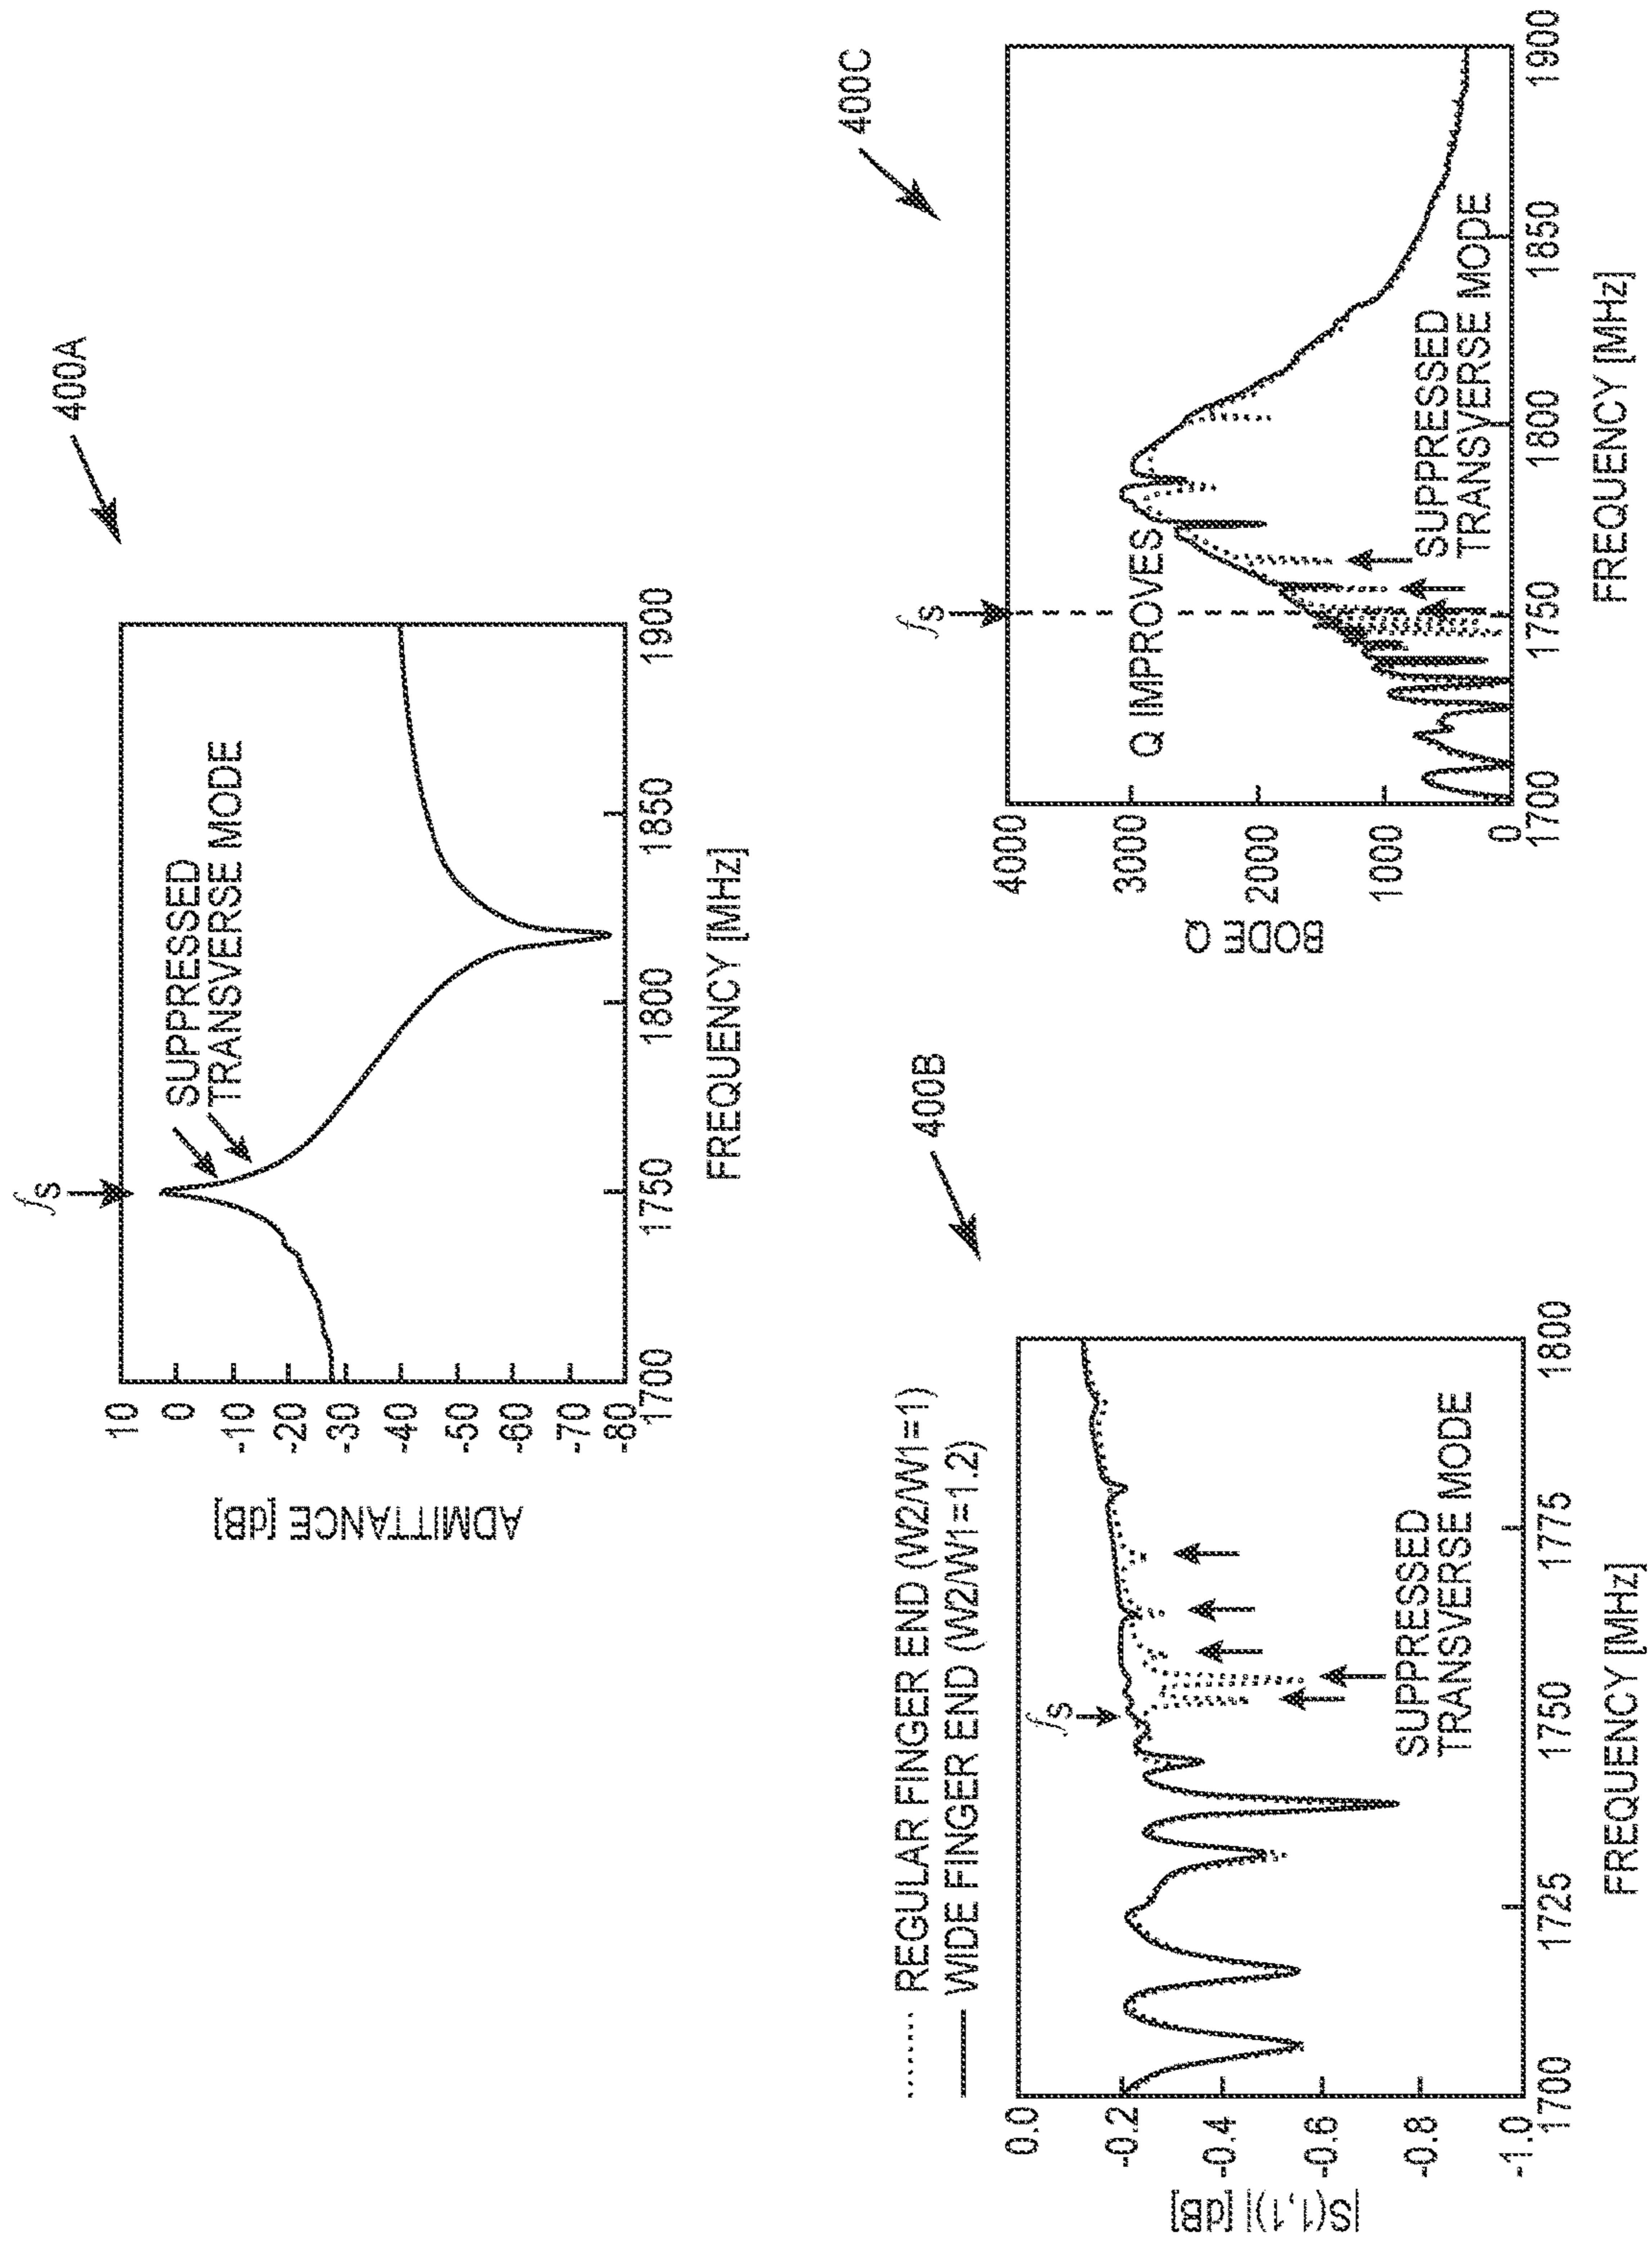 400A
fS
SUPPRESSED
TRANSVERSE MODE
ADMITTANCE [dB]
10
0
-10
-20
-30
-40
-50
-60
-70
-80
1700
1750
1800
1850
1900
FREQUENCY [MHz]
REGULAR FINGER END (W2/W1=1)
WIDE FINGER END (W2/W1=1.2)
400B
fS
|S(1,1)| [dB]
0.0
-0.2
-0.4
-0.6
-0.8
-1.0
SUPPRESSED
TRANSVERSE MODE
1700
1725
1750
1775
1800
FREQUENCY [MHz]
400C
fS
BODE Q
4000
3000
2000
1000
0
Q IMPROVES
SUPPRESSED
TRANSVERSE MODE
1700
1750
1800
1850
1900
FREQUENCY [MHz]